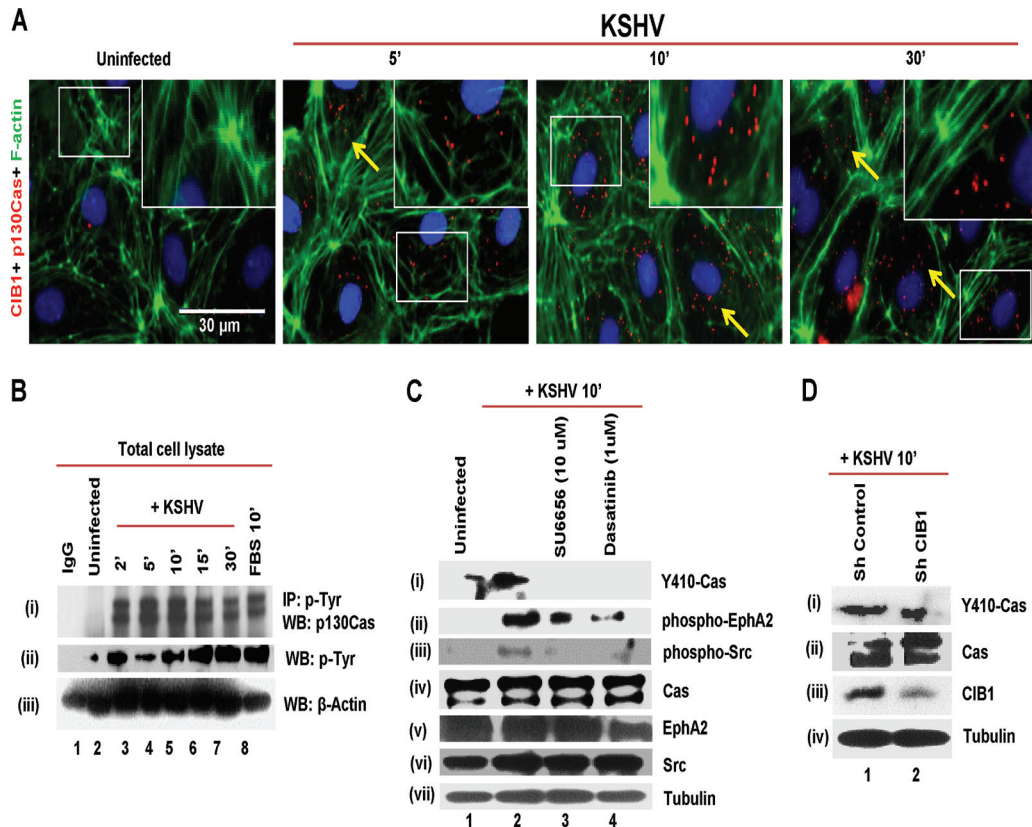 A
KSHV
Uninfected
5'
10'
30'
CIB1+ p130Cas+ F-actin
30 µm
B
Total cell lysate
+ KSHV
IgG
Uninfected
2'
5'
10'
15'
30'
FBS 10'
(i)
IP: p-Tyr
WB: p130Cas
(ii)
WB: p-Tyr
(iii)
WB: β-Actin
1 2 3 4 5 6 7 8
C
+ KSHV 10'
Uninfected
SU6656 (10 uM)
Dasatinib (1uM)
(i) Y410-Cas
(ii) phospho-EphA2
(iii) phospho-Src
(iv) Cas
(v) EphA2
(vi) Src
(vii) Tubulin
1 2 3 4
D
+ KSHV 10'
Sh Control
Sh CIB1
(i) Y410-Cas
(ii) Cas
(iii) CIB1
(iv) Tubulin
1 2